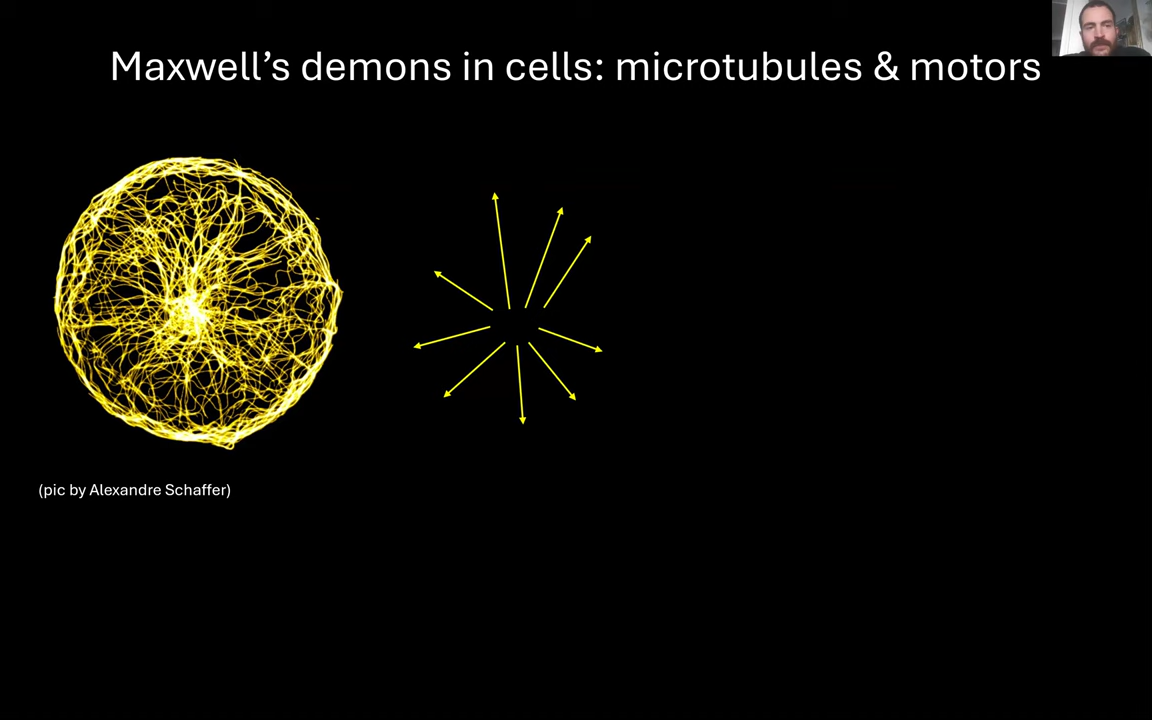 Maxwell's demons in cells: microtubules & motors
(pic by Alexandre Schaffer)